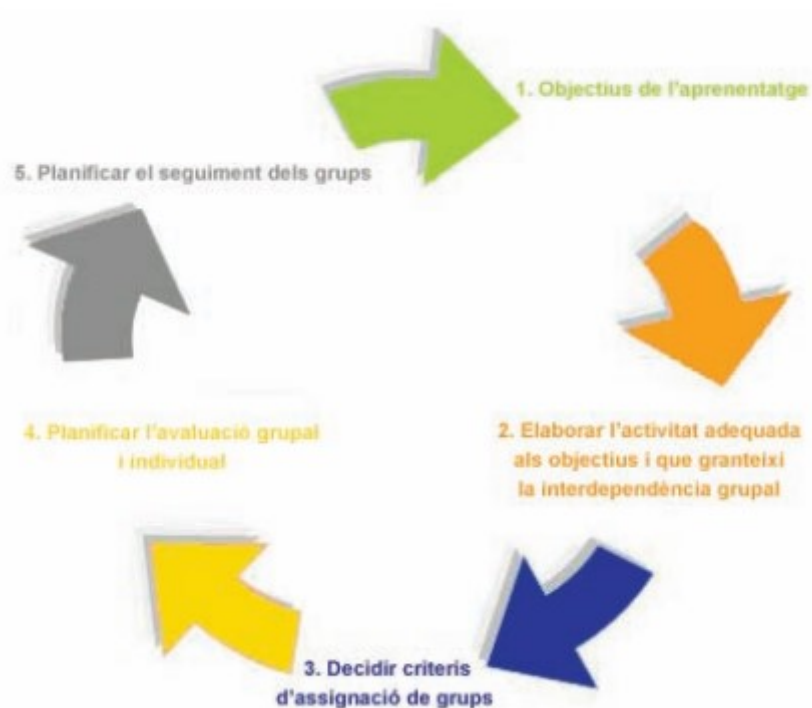 1. Objectius de l'aprenentatge
2. Elaborar l'activitat adequada
als objectius i que granteixi
la interdependència grupal
3. Decidir criteris
d'assignació de grups
4. Planificar l'avaluació grupal
i individual
5. Planificar el seguiment dels grups